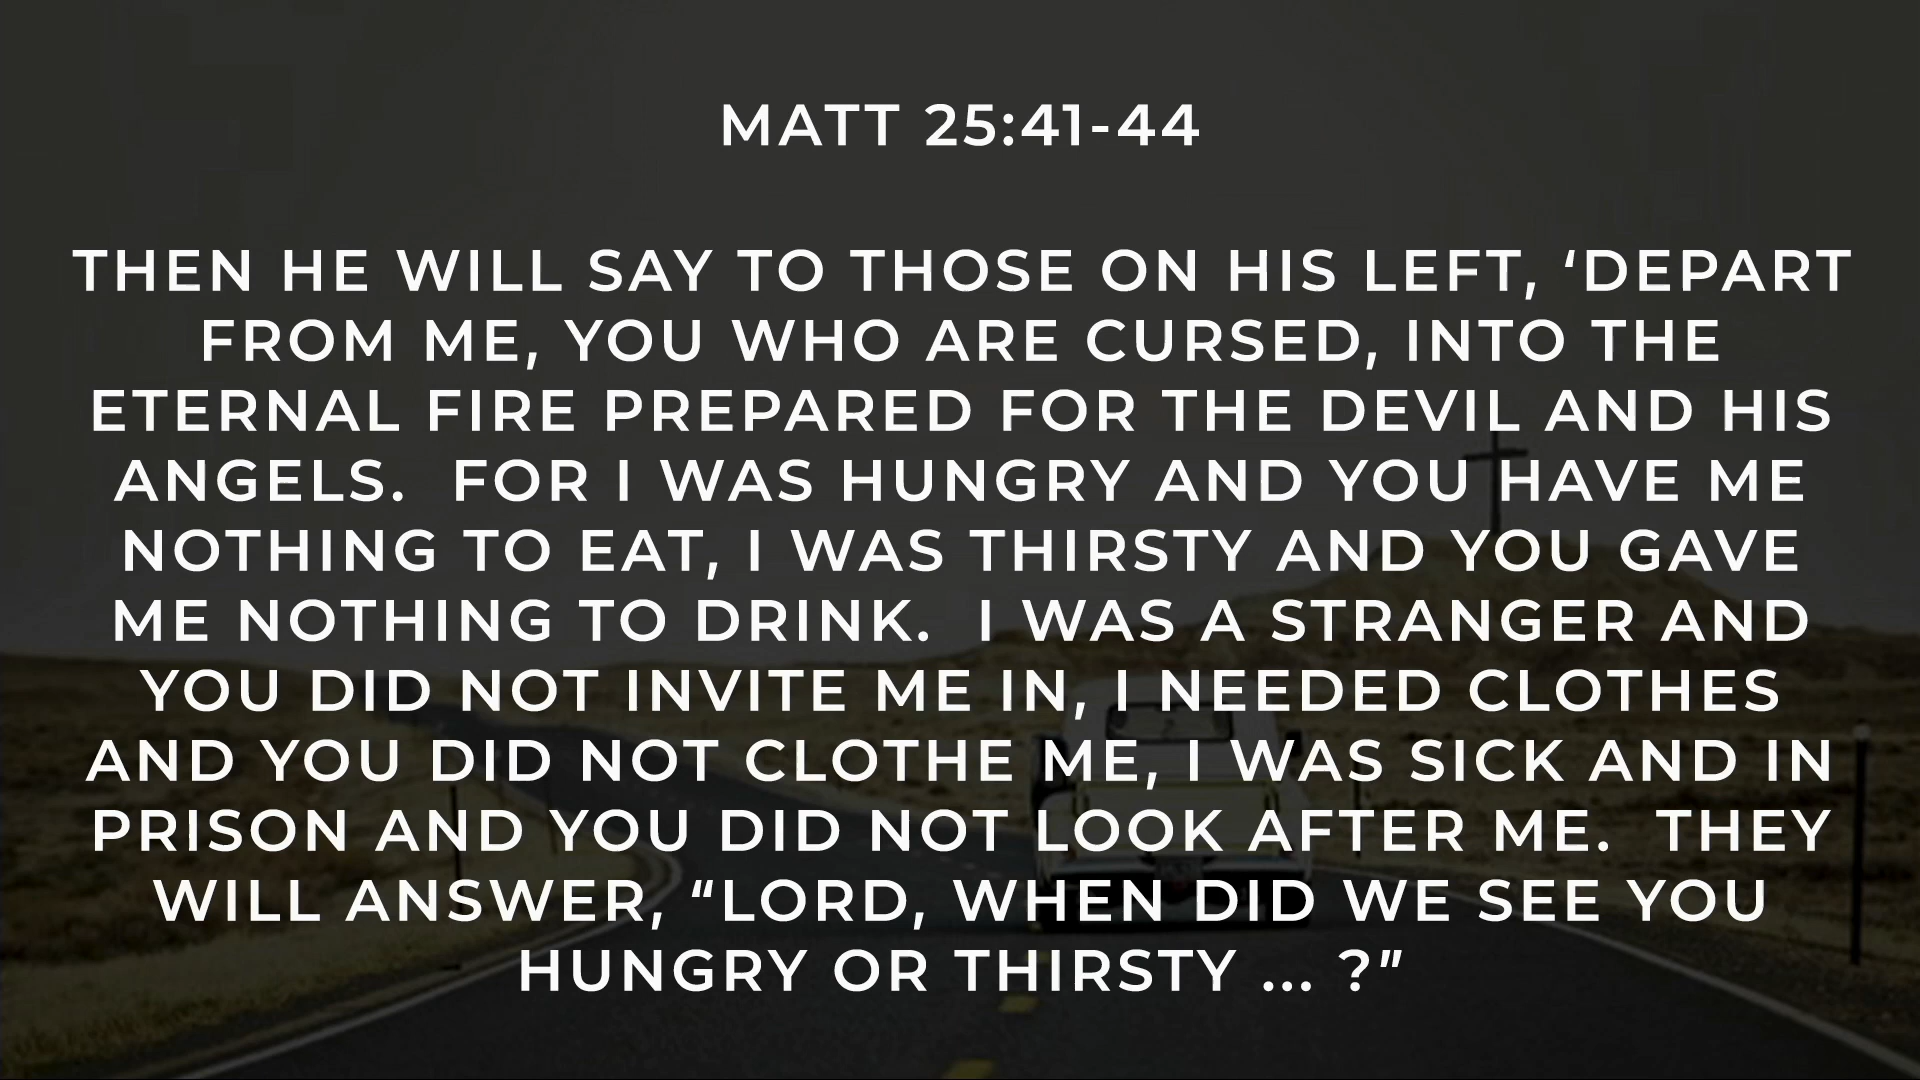 MATT 25:41-44
THEN HE WILL SAY TO THOSE ON HIS LEFT, ‘DEPART
FROM ME, YOU WHO ARE CURSED, INTO THE
ETERNAL FIRE PREPARED FOR THE DEVIL AND HIS
ANGELS.  FOR I WAS HUNGRY AND YOU HAVE ME
NOTHING TO EAT, I WAS THIRSTY AND YOU GAVE
ME NOTHING TO DRINK.  I WAS A STRANGER AND
YOU DID NOT INVITE ME IN, I NEEDED CLOTHES
AND YOU DID NOT CLOTHE ME, I WAS SICK AND IN
PRISON AND YOU DID NOT LOOK AFTER ME.  THEY
WILL ANSWER, “LORD, WHEN DID WE SEE YOU
HUNGRY OR THIRSTY ... ?”